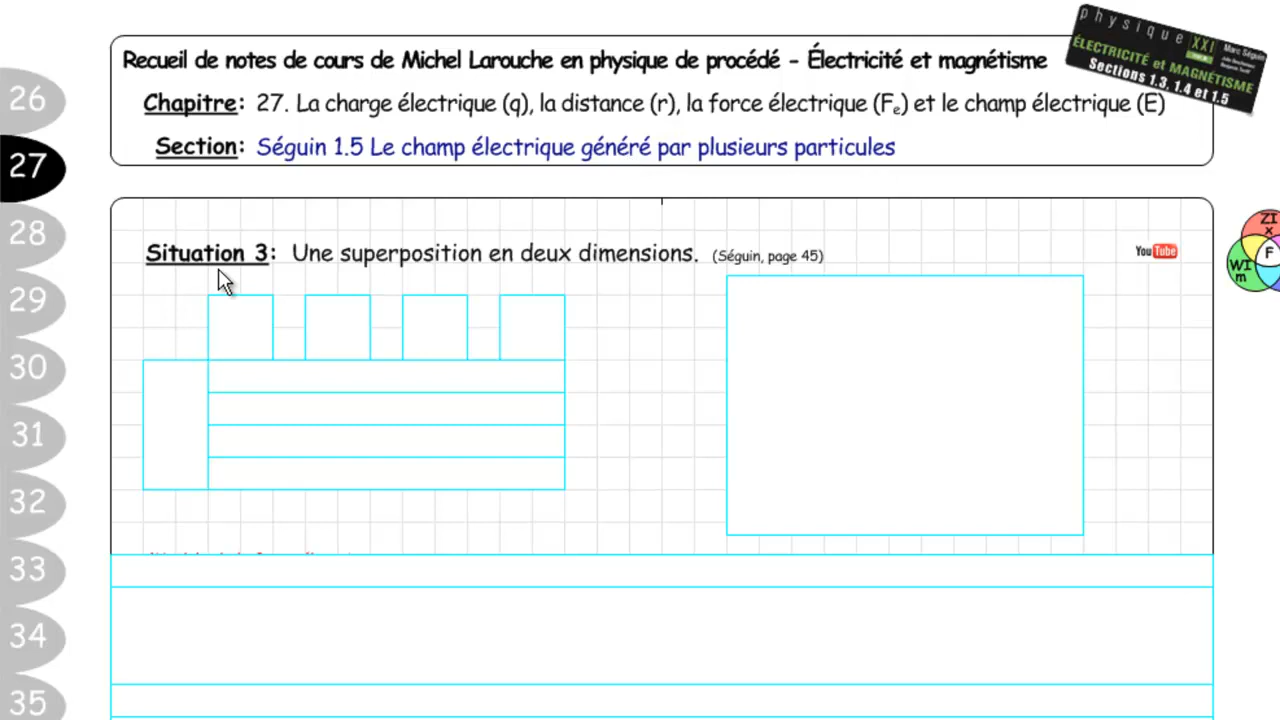 Recueil de notes de cours de Michel Larouche en physique de procédé - Électricité et magnétisme
Chapitre: 27. La charge électrique (q), la distance (r), la force électrique (Fe) et le champ électrique (E)
Section: Séguin 1.5 Le champ électrique généré par plusieurs particules
physique XXI
Marc Séguin
ÉLECTRICITÉ et MAGNÉTISME
Sections 1.3, 1.4 et 1.5
26
27
28
29
30
31
32
33
34
35
Situation 3: Une superposition en deux dimensions. (Séguin, page 45)
YouTube
ZI
x
WI
m
F